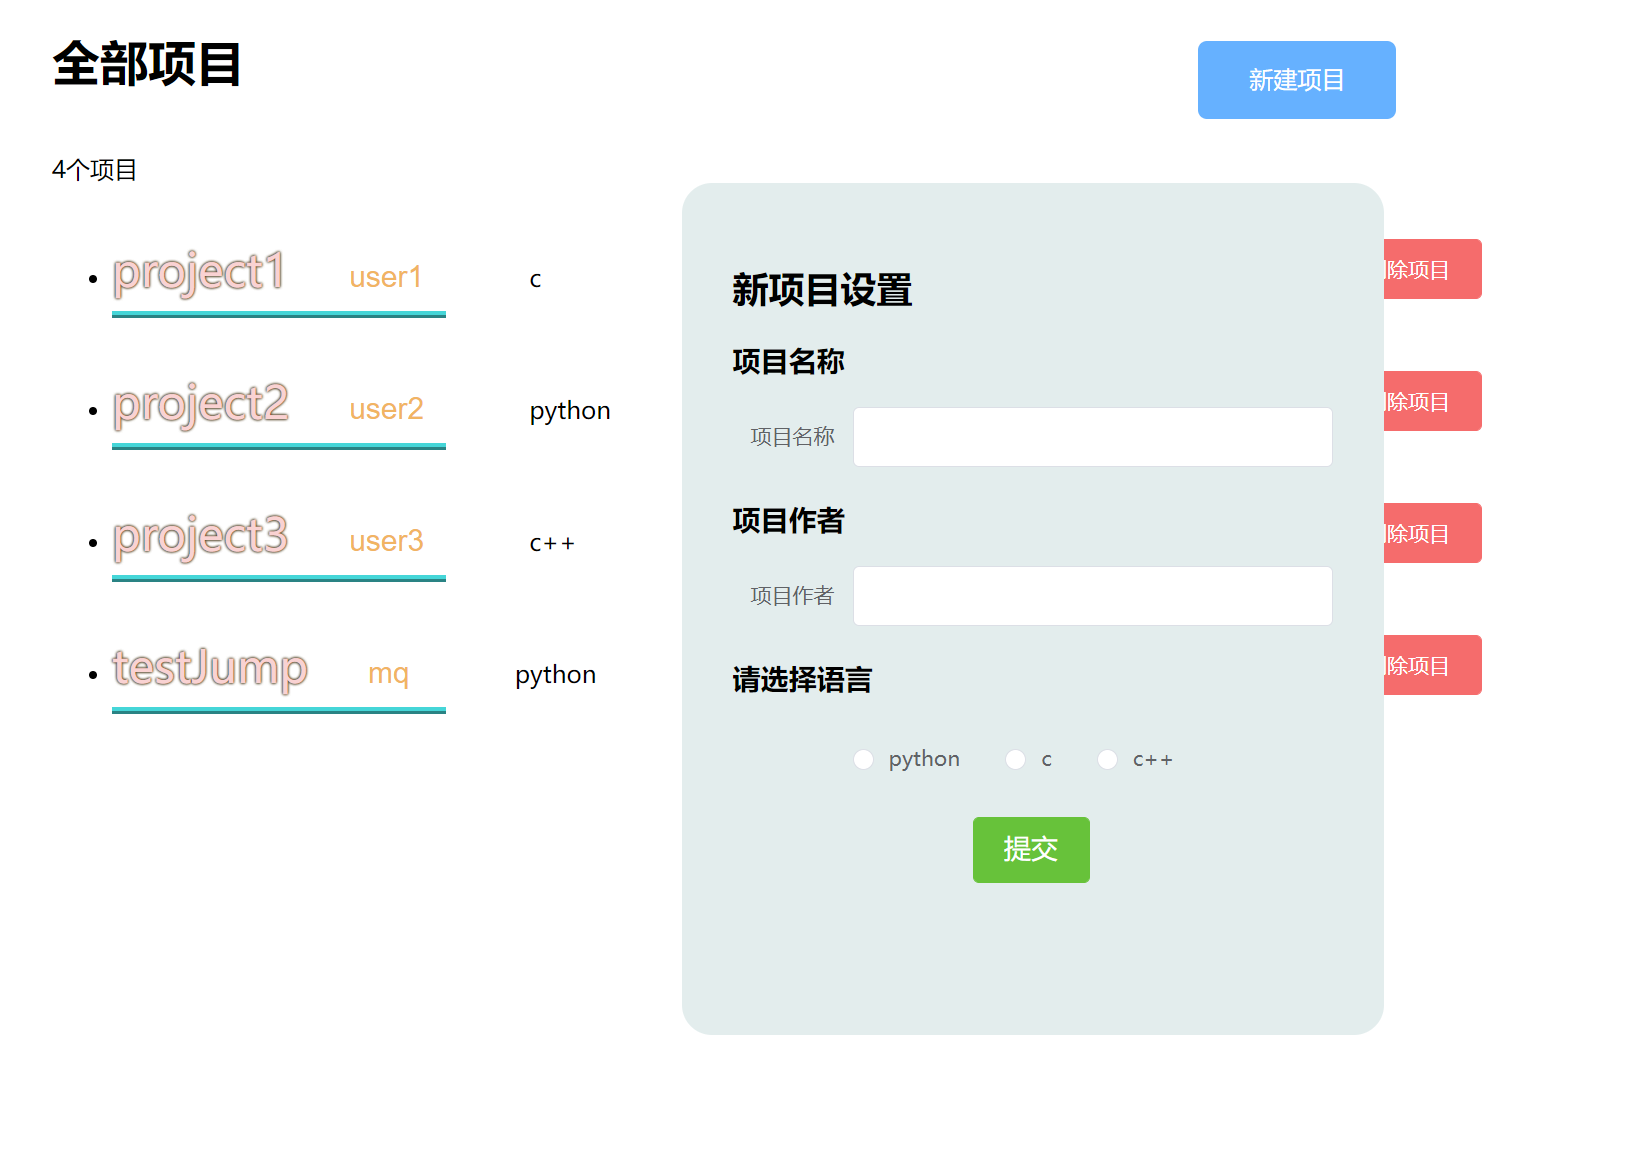 全部项目
新建项目
4个项目
project1 user1 c
除项目
project2 user2 python
除项目
project3 user3 c++
除项目
testJump mq python
除项目
新项目设置
项目名称
项目名称
项目作者
项目作者
请选择语言
python c c++
提交